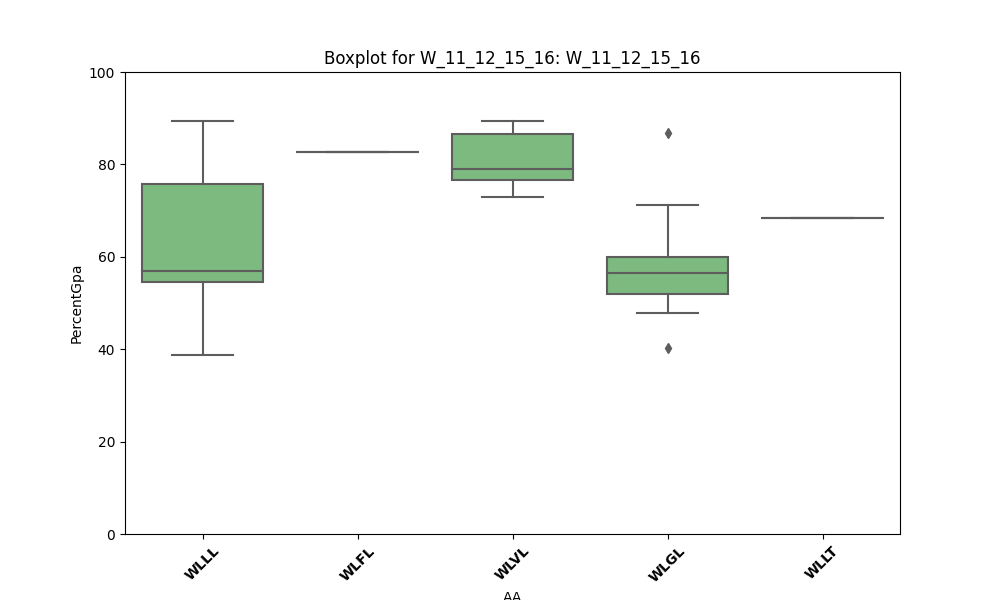 Boxplot for W_11_12_15_16: W_11_12_15_16
100
80
60
40
20
0
PercentGpa
WLLL
WLFL
WLVL
WLGL
WLLT
AA